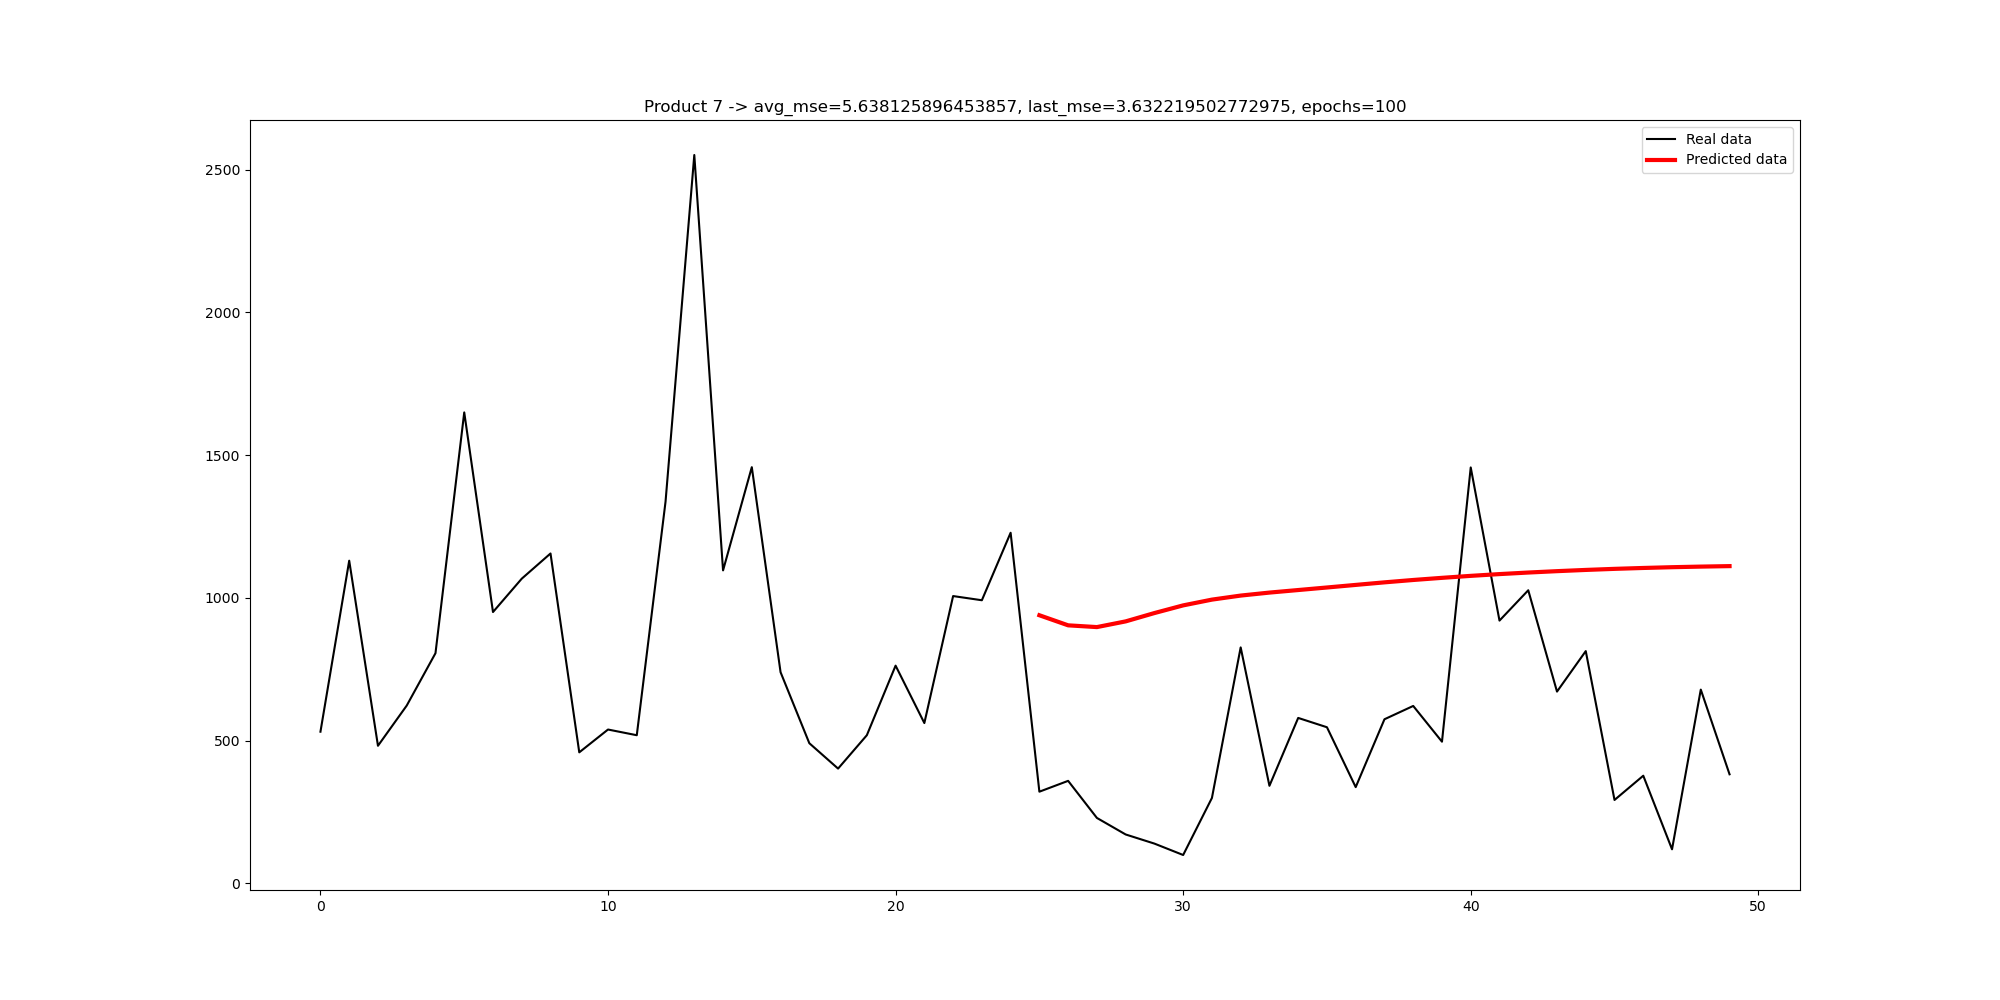 Product 7 -> avg_mse=5.638125896453857, last_mse=3.632219502772975, epochs=100
Real data
Predicted data
2500
2000
1500
1000
500
0
0 10 20 30 40 50